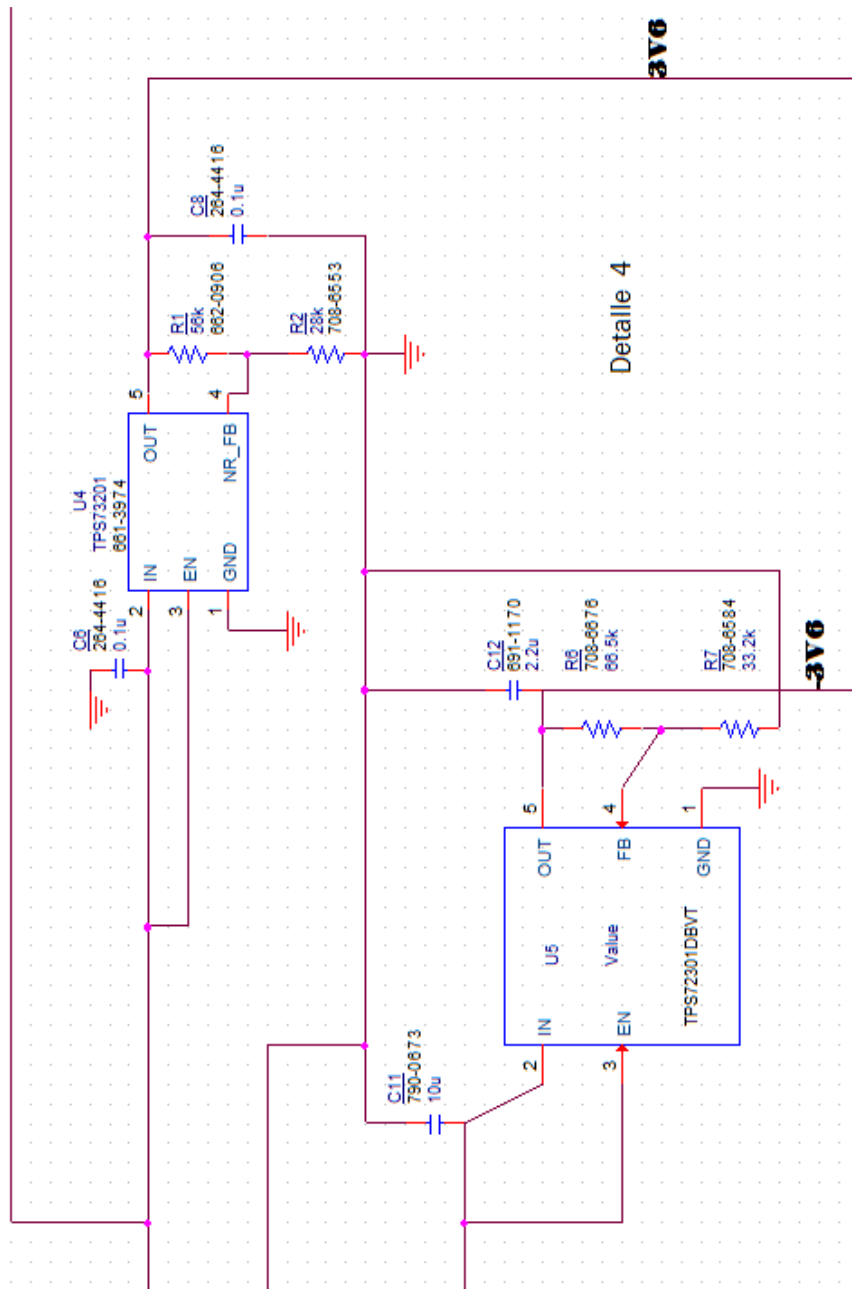 3V6
C8
264-4416
0.1u
R1
56k
662-0906
R2
28k
708-6553
Detalle 4
5
4
OUT
NR_FB
U4
TPS73201
661-3974
IN
EN
GND
2
3
1
C6
264-4416
0.1u
C12
691-1170
2.2u
R6
708-6676
66.5k
R7
708-6584
33.2k
-3V6
5
4
1
OUT
FB
GND
U5
Value
TPS72301DBVT
IN
EN
2
3
C11
790-0673
10u